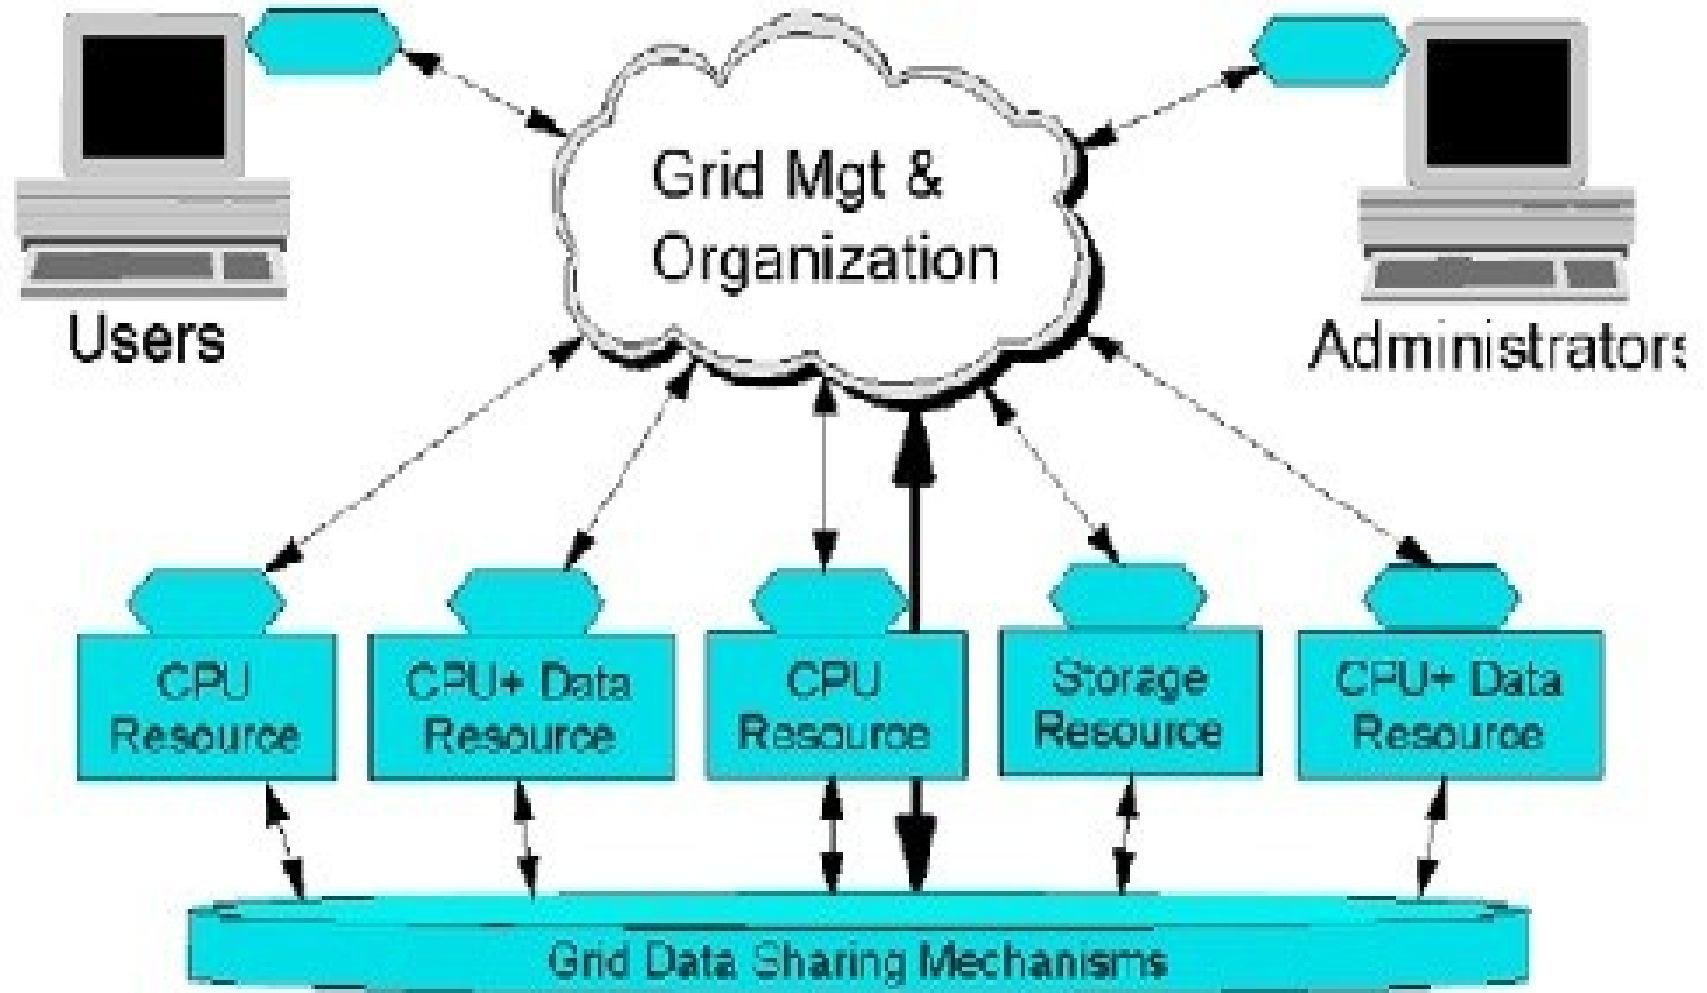 Grid Mgt &
Organization
Users
Administrators
CPU
Resource
CPU+ Data
Resource
CPU
Resource
Storage
Resource
CPU+ Data
Resource
Grid Data Sharing Mechanisms